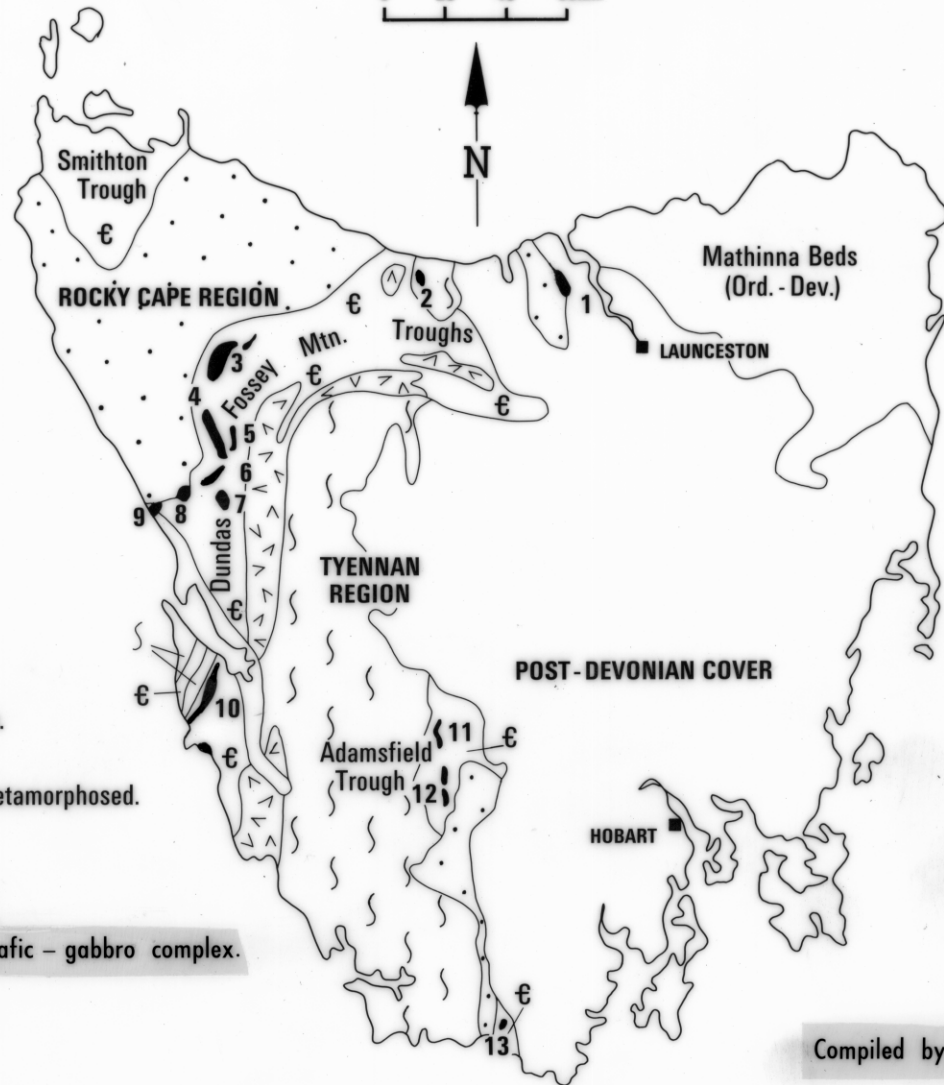 N
Smithton
Trough
€
ROCKY CAPE REGION
Mathinna Beds
(Ord. - Dev.)
€
2
1
LAUNCESTON
3
Fossey
Mtn.
Troughs
€
€
4
5
6
7
8
9
Dundas
€
TYENNAN
REGION
POST-DEVONIAN COVER
€
10
€
11
€
Adamsfield
Trough
12
HOBART
.
etamorphosed.
afic – gabbro complex.
€
13
Compiled by